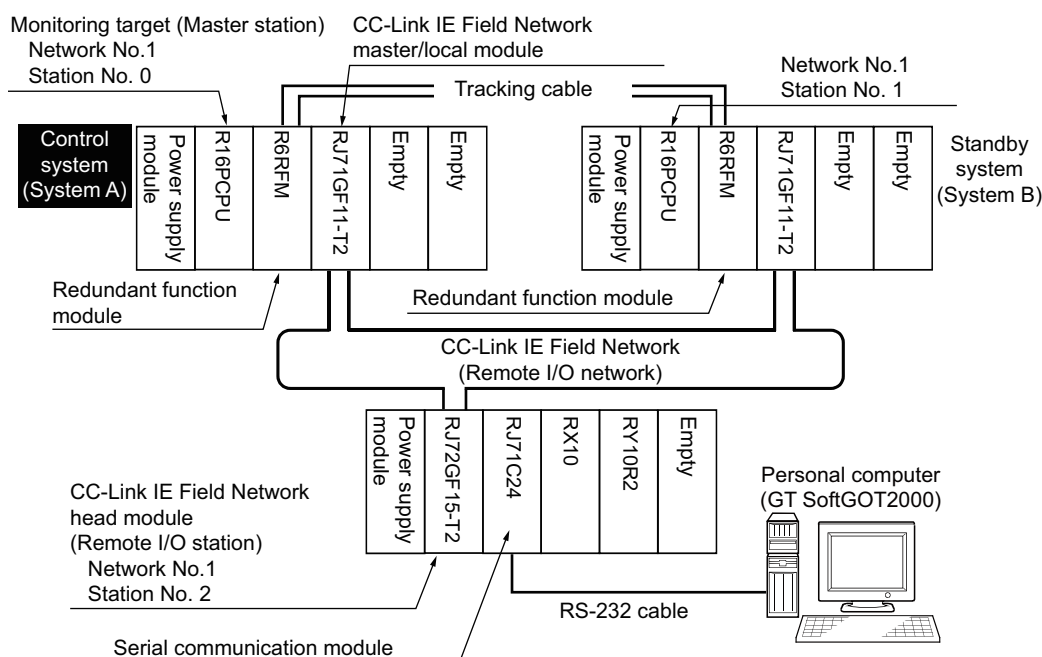 Monitoring target (Master station)
Network No.1
Station No. 0
CC-Link IE Field Network
master/local module
Tracking cable
Network No.1
Station No. 1
Control
system
(System A)
Power supply
module
R16PCPU
R6RFM
RJ71GF11-T2
Empty
Empty
Power supply
module
R16PCPU
R6RFM
RJ71GF11-T2
Empty
Empty
Standby
system
(System B)
Redundant function
module
Redundant function module
CC-Link IE Field Network
(Remote I/O network)
Power supply
module
RJ72GF15-T2
RJ71C24
RX10
RY10R2
Empty
CC-Link IE Field Network
head module
(Remote I/O station)
Network No.1
Station No. 2
Personal computer
(GT SoftGOT2000)
RS-232 cable
Serial communication module